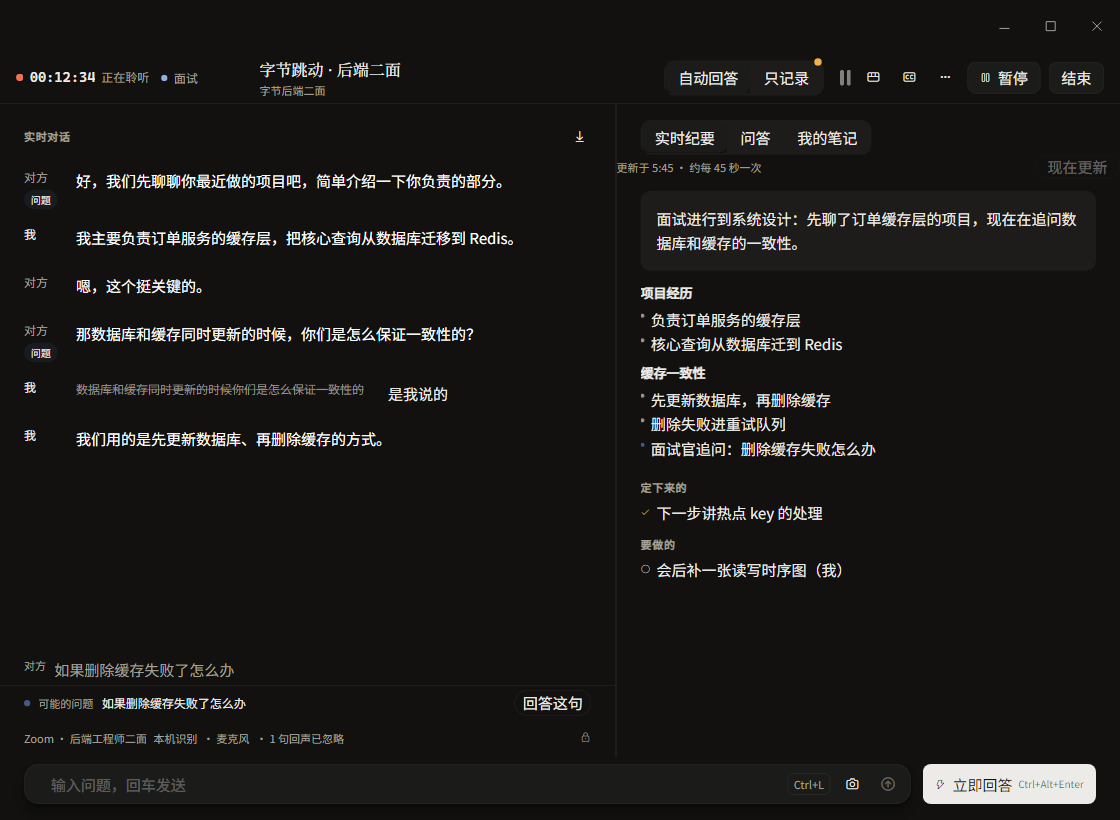 00:12:34 正在聆听 面试
字节跳动 · 后端二面
字节后端二面
自动回答 只记录
CC
暂停 结束
实时对话
对方 好，我们先聊聊你最近做的项目吧，简单介绍一下你负责的部分。
问题
我 我主要负责订单服务的缓存层，把核心查询从数据库迁移到 Redis。
对方 嗯，这个挺关键的。
对方 那数据库和缓存同时更新的时候，你们是怎么保证一致性的？
问题
我 数据库和缓存同时更新的时候你们是怎么保证一致性的 是我说的
我 我们用的是先更新数据库、再删除缓存的方式。
对方 如果删除缓存失败了怎么办
可能的问题 如果删除缓存失败了怎么办 回答这句
Zoom · 后端工程师二面 本机识别 · 麦克风 · 1 句回声已忽略
实时纪要 问答 我的笔记
更新于 5:45 · 约每 45 秒一次 现在更新
面试进行到系统设计：先聊了订单缓存层的项目，现在在追问数
据库和缓存的一致性。
项目经历
负责订单服务的缓存层
核心查询从数据库迁到 Redis
缓存一致性
先更新数据库，再删除缓存
删除失败进重试队列
面试官追问：删除缓存失败怎么办
定下来的
下一步讲热点 key 的处理
要做的
会后补一张读写时序图（我）
输入问题，回车发送 Ctrl+L
立即回答 Ctrl+Alt+Enter